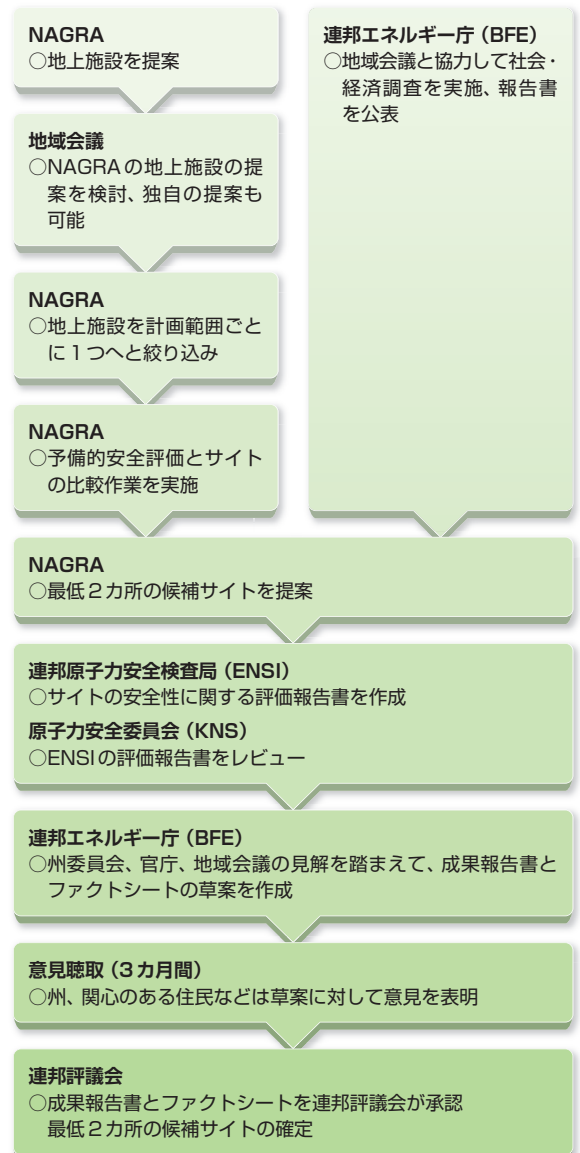 NAGRA
○地上施設を提案
地域会議
○NAGRAの地上施設の提
案を検討、独自の提案も
可能
NAGRA
○地上施設を計画範囲ごと
に1つへと絞り込み
NAGRA
○予備的安全評価とサイト
の比較作業を実施
連邦エネルギー庁（BFE）
○地域会議と協力して社会・
経済調査を実施、報告書
を公表
NAGRA
○最低2カ所の候補サイトを提案
連邦原子力安全検査局（ENSI）
○サイトの安全性に関する評価報告書を作成
原子力安全委員会（KNS）
○ENSIの評価報告書をレビュー
連邦エネルギー庁（BFE）
○州委員会、官庁、地域会議の見解を踏まえて、成果報告書と
ファクトシートの草案を作成
意見聴取（3カ月間）
○州、関心のある住民などは草案に対して意見を表明
連邦評議会
○成果報告書とファクトシートを連邦評議会が承認
最低2カ所の候補サイトの確定